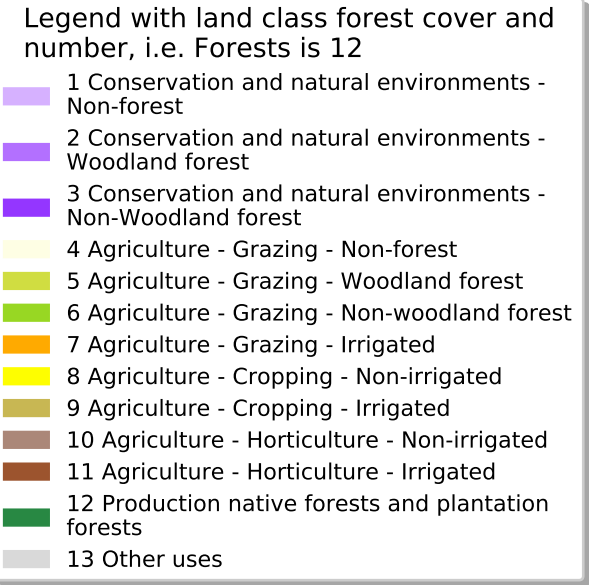 Legend with land class forest cover and
number, i.e. Forests is 12
1 Conservation and natural environments -
Non-forest
2 Conservation and natural environments -
Woodland forest
3 Conservation and natural environments -
Non-Woodland forest
4 Agriculture - Grazing - Non-forest
5 Agriculture - Grazing - Woodland forest
6 Agriculture - Grazing - Non-woodland forest
7 Agriculture - Grazing - Irrigated
8 Agriculture - Cropping - Non-irrigated
9 Agriculture - Cropping - Irrigated
10 Agriculture - Horticulture - Non-irrigated
11 Agriculture - Horticulture - Irrigated
12 Production native forests and plantation
forests
13 Other uses